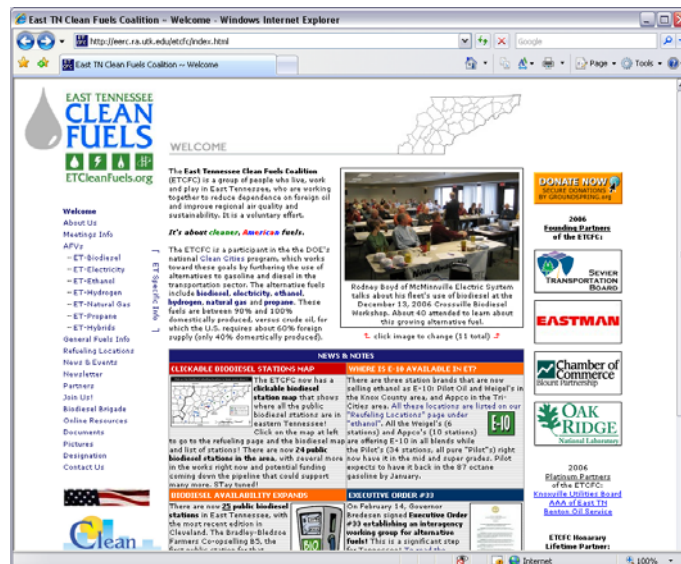 East TN Clean Fuels Coalition ~ Welcome - Windows Internet Explorer
http://eerc.ra.utk.edu/etcfc/index.html
Google
East TN Clean Fuels Coalition ~~ Welcome
Page
Tools
EAST TENNESSEE
CLEAN
FUELS
ETCleanFuels.org
Welcome
About Us
Meetings Info
AFVs
– ET-Biodiesel
– ET-Electricity
– ET-Ethanol
– ET-Hydrogen
– ET-Natural Gas
– ET-Propane
– ET-Hybrids
ET Specific Info
General Fuels Info
Refueling Locations
News & Events
Newsletter
Partners
Join Us!
Biodiesel Brigade
Online Resources
Documents
Pictures
Designation
Contact Us
Clean
WELCOME
The East Tennessee Clean Fuels Coalition
(ETCFC) is a group of people who live, work
and play in East Tennessee, who are working
together to reduce dependence on foreign oil
and improve regional air quality and
sustainability. It is a voluntary effort.
It's about cleaner, American fuels.
The ETCFC is a participant in the the DOE's
national Clean Cities program, which works
toward these goals by furthering the use of
alternatives to gasoline and diesel in the
transportation sector. The alternative fuels
include biodiesel, electricity, ethanol,
hydrogen, natural gas and propane. These
fuels are between 90% and 100%
domestically produced, versus crude oil, for
which the U.S. requires about 60% foreign
supply (only 40% produced domestically).
Rodney Boyd of McMinnville Electric System
talks about his fleet's use of biodiesel at the
December 13, 2006 Crossville Biodiesel
Workshop. About 40 attended to learn about
this growing alternative fuel.
click image to change (11 total)
NEWS & NOTES
CLICKABLE BIODIESEL STATIONS MAP
The ETCFC now has a
clickable biodiesel
station map that shows
where all the public
biodiesel stations are in
eastern Tennessee!
Click on the map at left
to go to the refueling page and the biodiesel map
and list of stations! There are now 24 public
biodiesel stations in the area, with several more
in the works right now and potential funding
coming down the pipeline that could support
many more. STay tuned!
WHERE IS E-10 AVAILABLE IN ET?
There are three station brands that are now
selling ethanol as E-10: Pilot Oil and Weigel's in
the Knox County area, and Appco in the Tri-
Cities area. All these locations are listed on our
"Raufeling Locations" page under
"ethanol". All the Weigel's (6
stations) and Appco's (10 stations)
are offering E-10 in all blends while
the Pilot's (34 stations, all pure "Pilot"s) right
now have it in the mid and super grades. Pilot
expects to have it back in the 87 octane
gasoline by January.
E-10
BIODIESEL AVAILABILITY EXPANDS
There are now 25 public biodiesel
stations in East Tennessee, with
the most recent edition in
Cleveland. The Bradley-Bledsoe
Farmers Co-opselling B5, the
first public station for that
EXECUTIVE ORDER #33
On February 14, Governor
Bredesen signed Executive Order
#33 establishing an interagency
working group for alternative
fuels! This is a significant step
for Tennessee! To read the
DONATE NOW
SECURE DONATIONS
BY GROUNDSPRING.org
2006
Founding Partners
of the ETCFC:
SEVIER
TRANSPORTATION
BOARD
EASTMAN
Chamber of
Commerce
Blount Partnership
OAK
RIDGE
National Laboratory
2006
Platinum Partners
of the ETCFC:
Knoxville Utilities Board
AAA of East TN
Benton Oil Service
ETCFC Honorary
Lifetime Partner:
Internet
100%